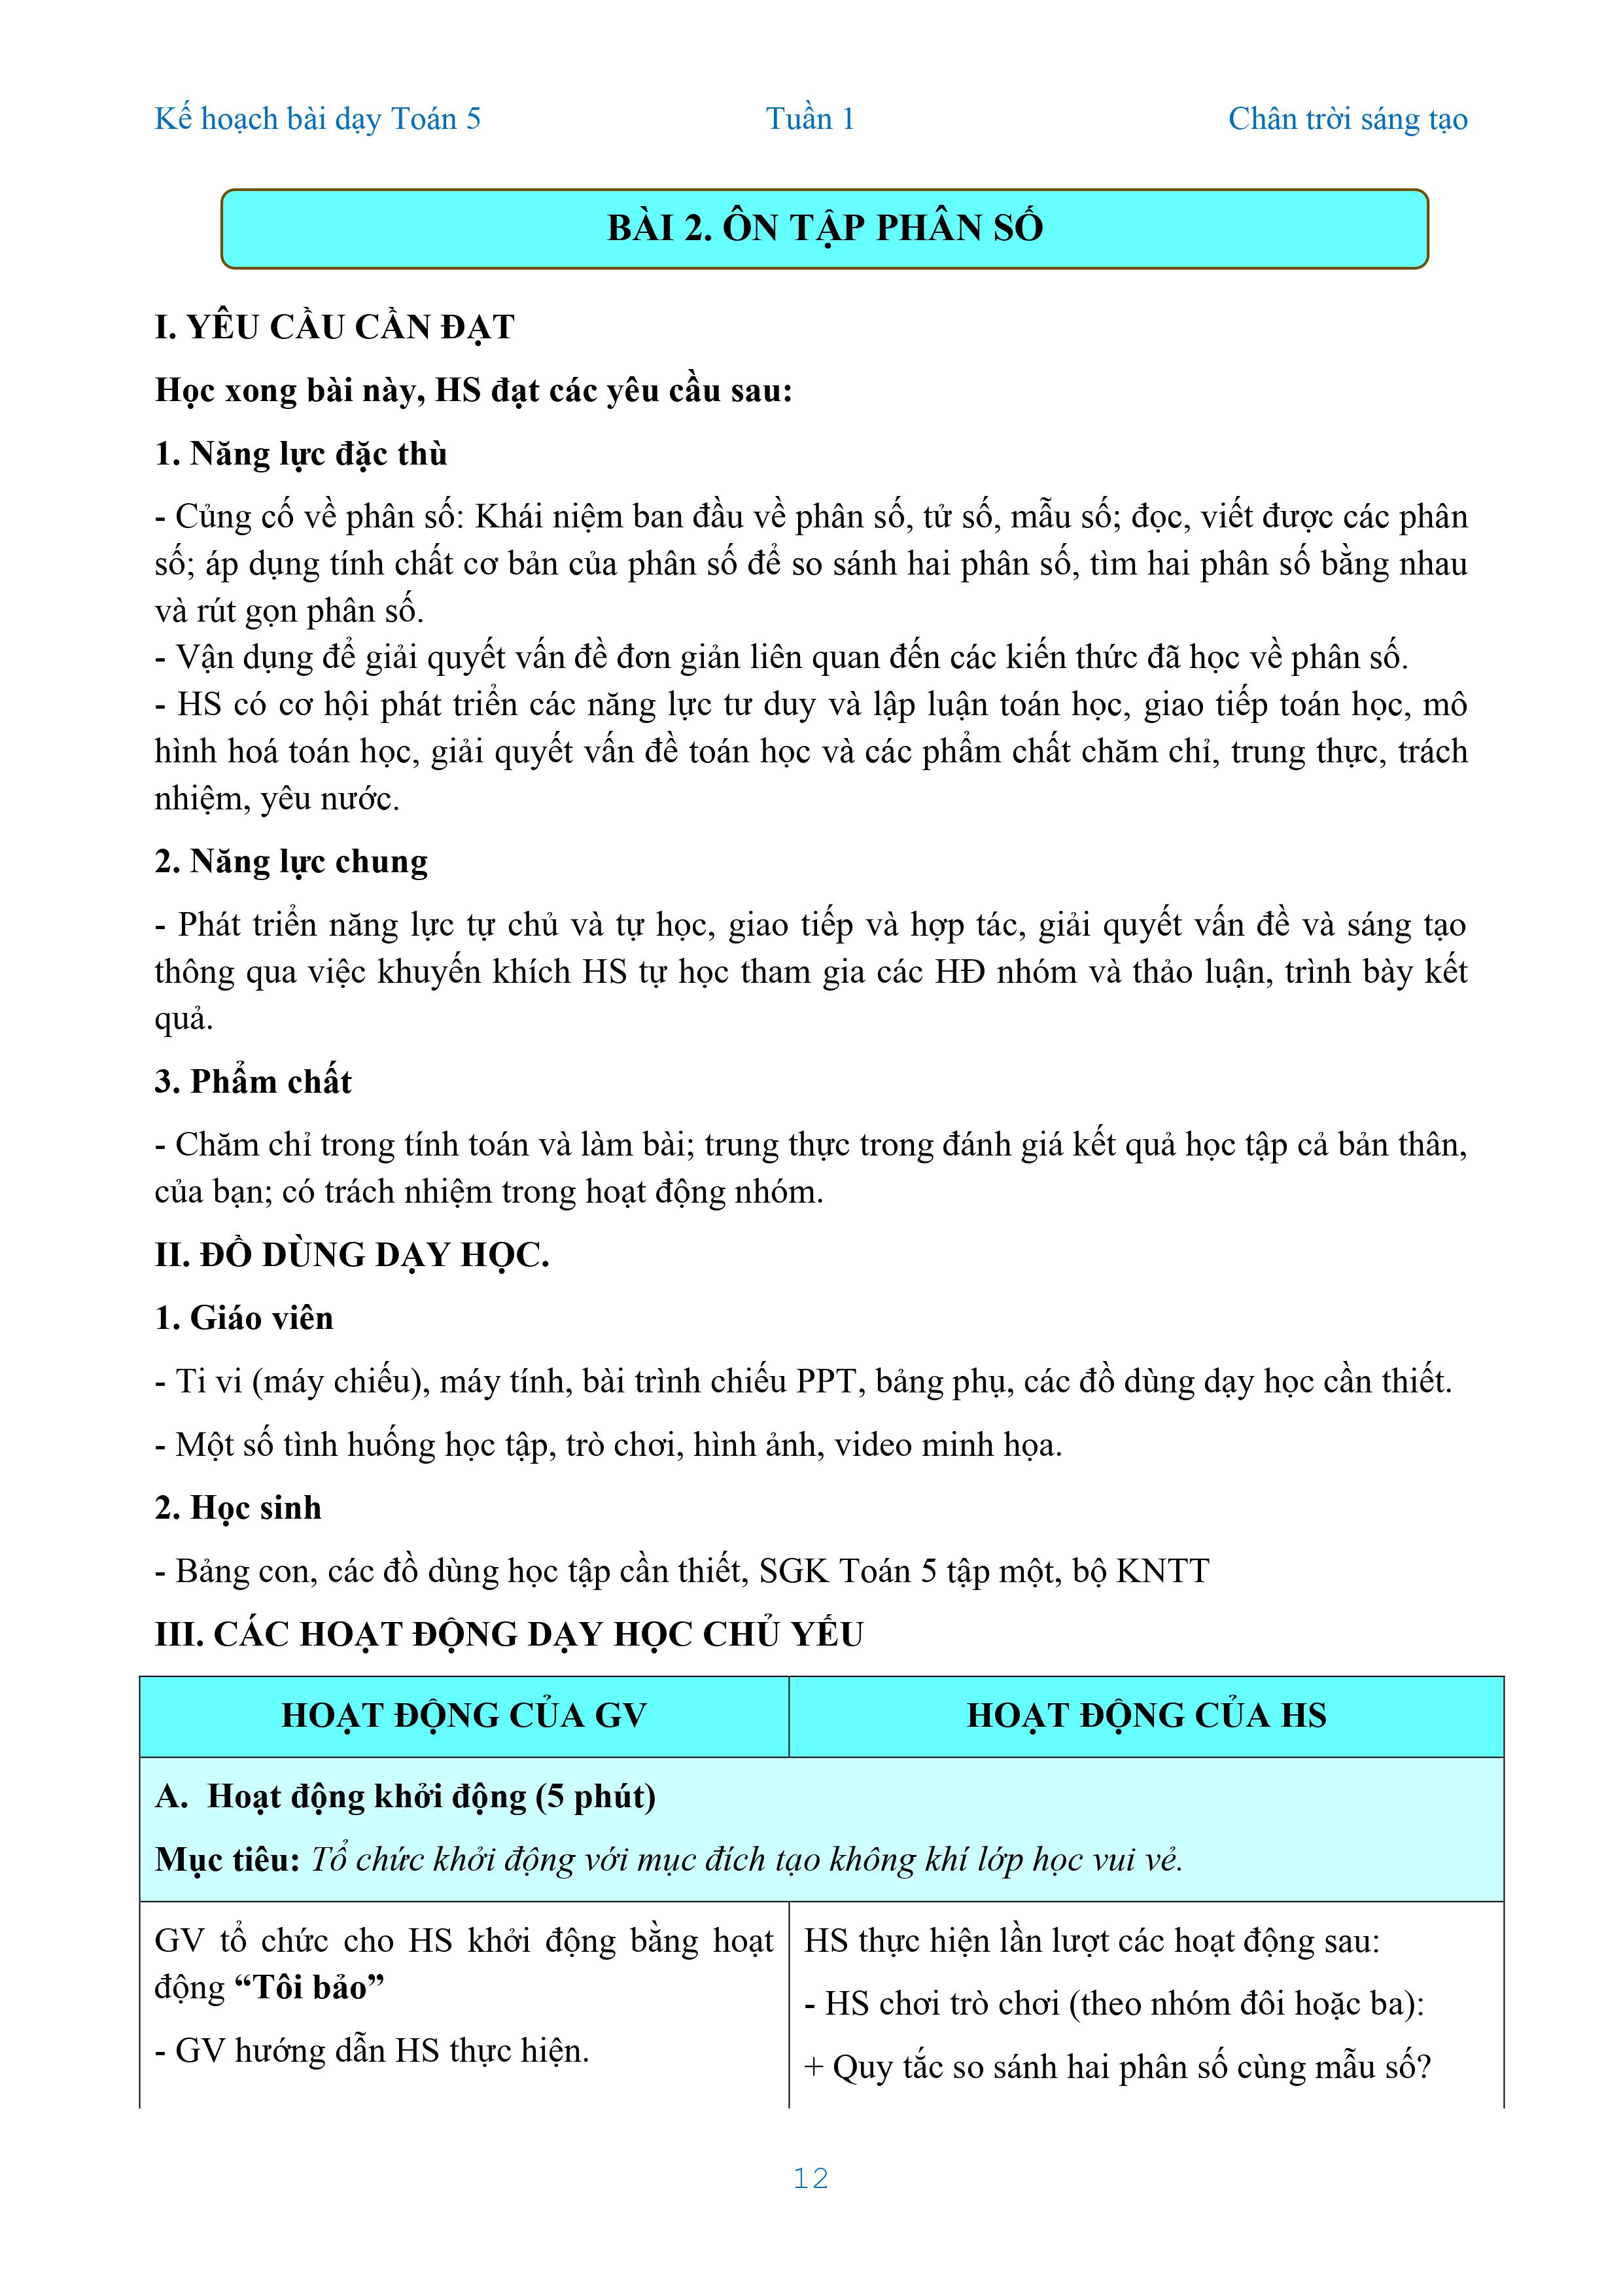 Kế hoạch bài dạy Toán 5 Tuần 1 Chân trời sáng tạo
BÀI 2. ÔN TẬP PHÂN SỐ
I. YÊU CẦU CẦN ĐẠT
Học xong bài này, HS đạt các yêu cầu sau:
1. Năng lực đặc thù
- Củng cố về phân số: Khái niệm ban đầu về phân số, tử số, mẫu số; đọc, viết được các phân
số; áp dụng tính chất cơ bản của phân số để so sánh hai phân số, tìm hai phân số bằng nhau
và rút gọn phân số.
- Vận dụng để giải quyết vấn đề đơn giản liên quan đến các kiến thức đã học về phân số.
- HS có cơ hội phát triển các năng lực tư duy và lập luận toán học, giao tiếp toán học, mô
hình hoá toán học, giải quyết vấn đề toán học và các phẩm chất chăm chỉ, trung thực, trách
nhiệm, yêu nước.
2. Năng lực chung
- Phát triển năng lực tự chủ và tự học, giao tiếp và hợp tác, giải quyết vấn đề và sáng tạo
thông qua việc khuyến khích HS tự học tham gia các HĐ nhóm và thảo luận, trình bày kết
quả.
3. Phẩm chất
- Chăm chỉ trong tính toán và làm bài; trung thực trong đánh giá kết quả học tập cả bản thân,
của bạn; có trách nhiệm trong hoạt động nhóm.
II. ĐỒ DÙNG DẠY HỌC.
1. Giáo viên
- Ti vi (máy chiếu), máy tính, bài trình chiếu PPT, bảng phụ, các đồ dùng dạy học cần thiết.
- Một số tình huống học tập, trò chơi, hình ảnh, video minh họa.
2. Học sinh
- Bảng con, các đồ dùng học tập cần thiết, SGK Toán 5 tập một, bộ KNTT
III. CÁC HOẠT ĐỘNG DẠY HỌC CHỦ YẾU
HOẠT ĐỘNG CỦA GV
HOẠT ĐỘNG CỦA HS
A. Hoạt động khởi động (5 phút)
Mục tiêu: Tổ chức khởi động với mục đích tạo không khí lớp học vui vẻ.
GV tổ chức cho HS khởi động bằng hoạt
động “Tôi bảo”
- GV hướng dẫn HS thực hiện.
HS thực hiện lần lượt các hoạt động sau:
- HS chơi trò chơi (theo nhóm đôi hoặc ba):
+ Quy tắc so sánh hai phân số cùng mẫu số?
12